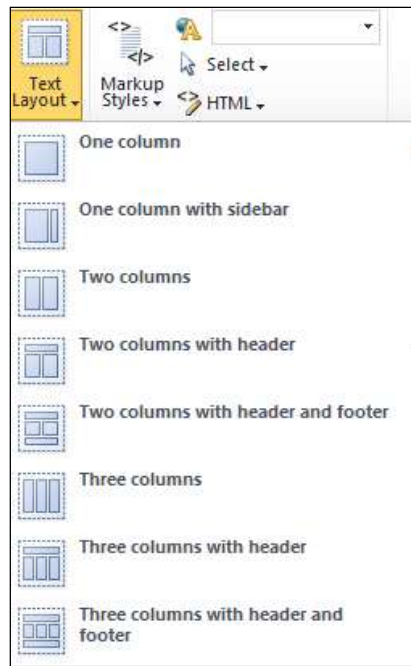 Text
Layout
Markup
Styles
Select
HTML
One column
One column with sidebar
Two columns
Two columns with header
Two columns with header and footer
Three columns
Three columns with header
Three columns with header and
footer